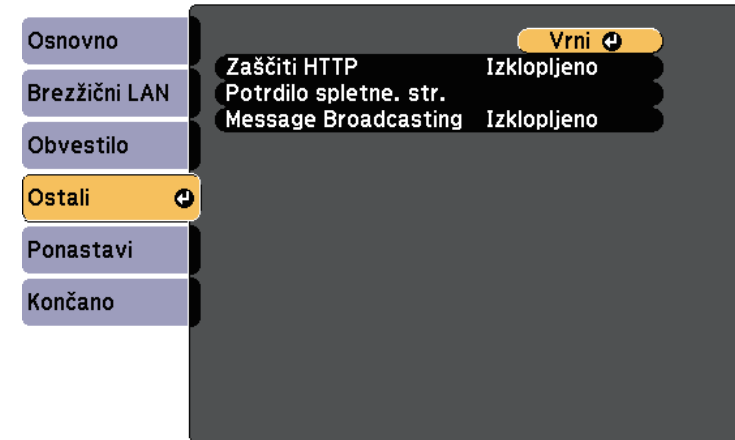 Osnovno
Brezžični LAN
Obvestilo
Ostali
Ponastavi
Končano
Vrni
Zaščiti HTTP Izklopljeno
Potrdilo spletne. str.
Message Broadcasting Izklopljeno